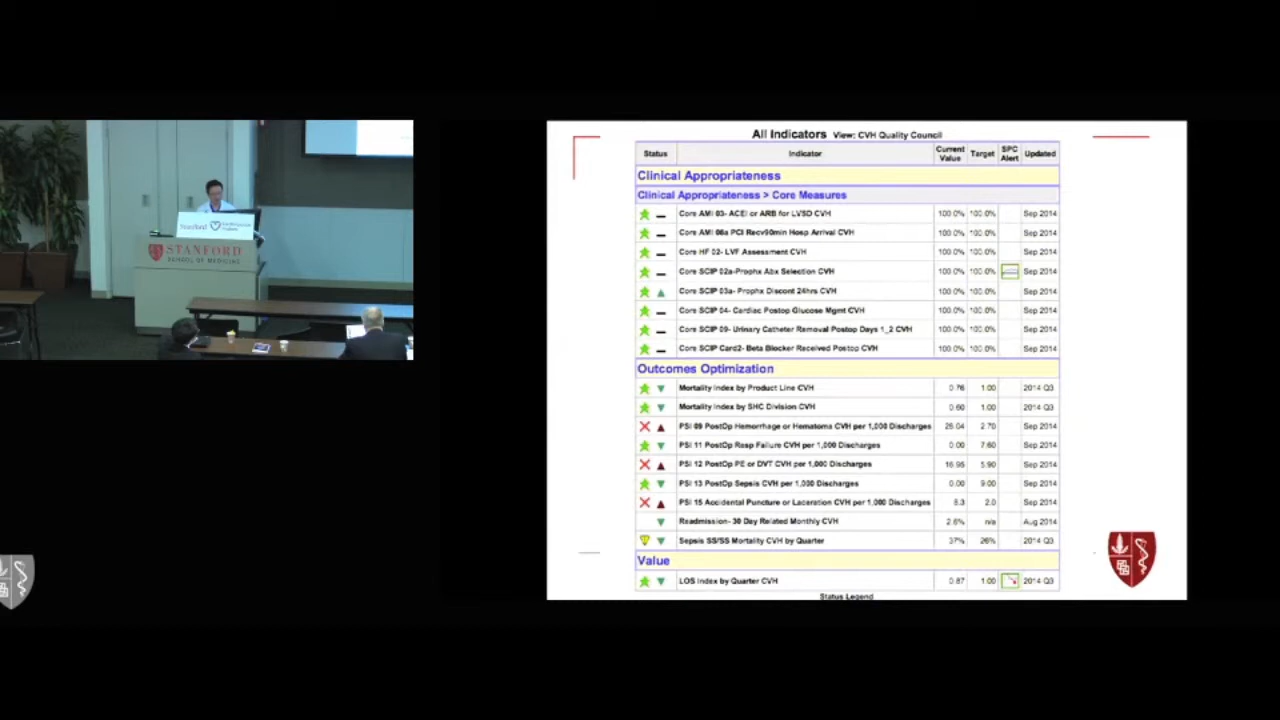 STANFORD
SCHOOL OF MEDICINE
All Indicators View: CVH Quality Council
Status Indicator Current Value Target SPC Alert Updated
Clinical Appropriateness
Clinical Appropriateness > Core Measures
Core AMI 03- ACEI or ARB for LVSD CVH 100.0% 100.0% Sep 2014
Core AMI 08a PCI Recv90min Hosp Arrival CVH 100.0% 100.0% Sep 2014
Core HF 02- LVF Assessment CVH 100.0% 100.0% Sep 2014
Core SCIP 02a-Prophx Abx Selection CVH 100.0% 100.0% Sep 2014
Core SCIP 03a- Prophx Discont 24hrs CVH 100.0% 100.0% Sep 2014
Core SCIP 04- Cardiac Postop Glucose Mgmt CVH 100.0% 100.0% Sep 2014
Core SCIP 09- Urinary Catheter Removal Postop Days 1_2 CVH 100.0% 100.0% Sep 2014
Core SCIP Card2- Beta Blocker Received Postop CVH 100.0% 100.0% Sep 2014
Outcomes Optimization
Mortality Index by Product Line CVH 0.76 1.00 2014 Q3
Mortality Index by SHC Division CVH 0.60 1.00 2014 Q3
PSI 09 PostOp Hemorrhage or Hematoma CVH per 1,000 Discharges 26.04 2.70 Sep 2014
PSI 11 PostOp Resp Failure CVH per 1,000 Discharges 0.00 7.60 Sep 2014
PSI 12 PostOp PE or DVT CVH per 1,000 Discharges 16.95 5.90 Sep 2014
PSI 13 PostOp Sepsis CVH per 1,000 Discharges 0.00 9.00 Sep 2014
PSI 15 Accidental Puncture or Laceration CVH per 1,000 Discharges 5.3 2.0 Sep 2014
Readmission- 30 Day Related Monthly CVH 2.6% n/a Aug 2014
Sepsis SS/SS Mortality CVH by Quarter 37% 26% 2014 Q3
Value
LOS Index by Quarter CVH 0.87 1.00 2014 Q3
Status Legend